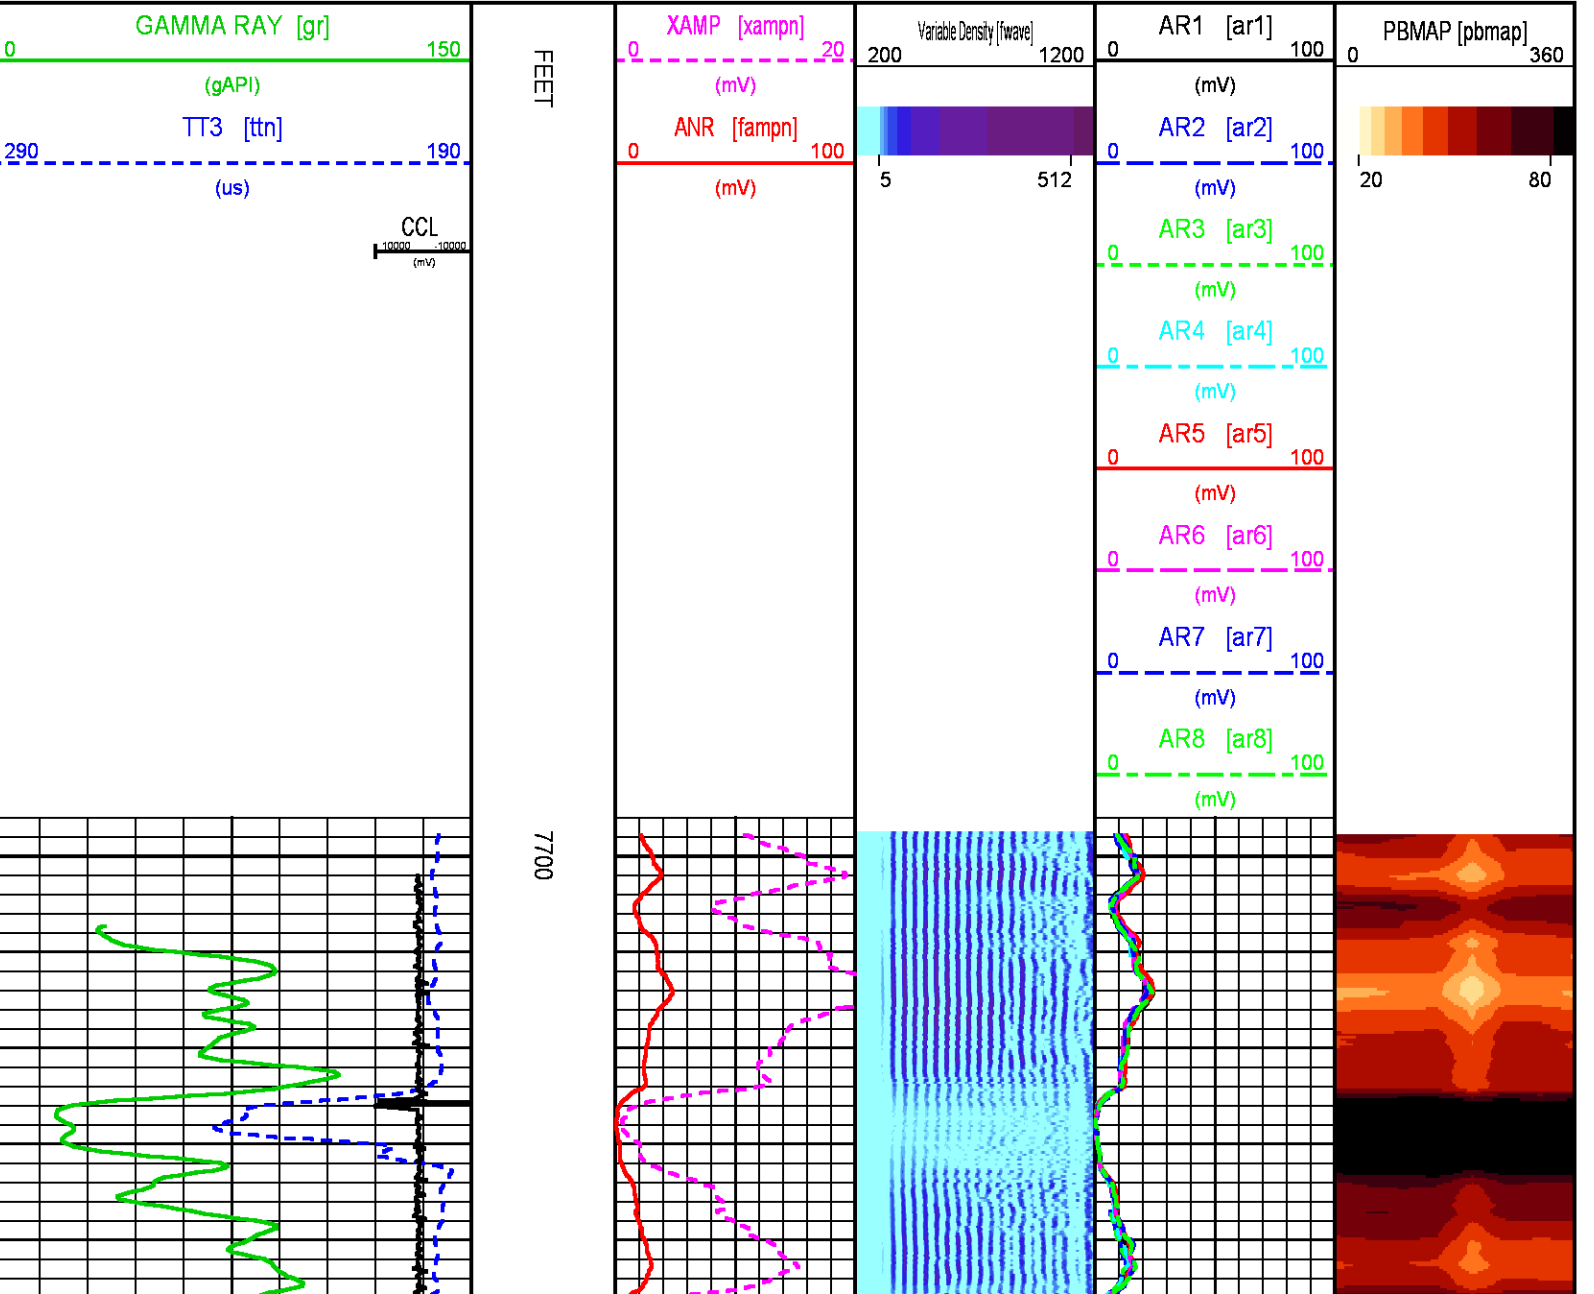 GAMMA RAY [gr]
0 150
(gAPI)
TT3 [ttn]
290 190
(us)
CCL
10000 -10000
(mV)
FEET
7700
XAMP [xampn]
0 20
(mV)
ANR [fampn]
0 100
(mV)
Variable Density [fwave]
200 1200
5 512
AR1 [ar1]
0 100
(mV)
AR2 [ar2]
0 100
(mV)
AR3 [ar3]
0 100
(mV)
AR4 [ar4]
0 100
(mV)
AR5 [ar5]
0 100
(mV)
AR6 [ar6]
0 100
(mV)
AR7 [ar7]
0 100
(mV)
AR8 [ar8]
0 100
(mV)
PBMAP [pbmap]
0 360
20 80